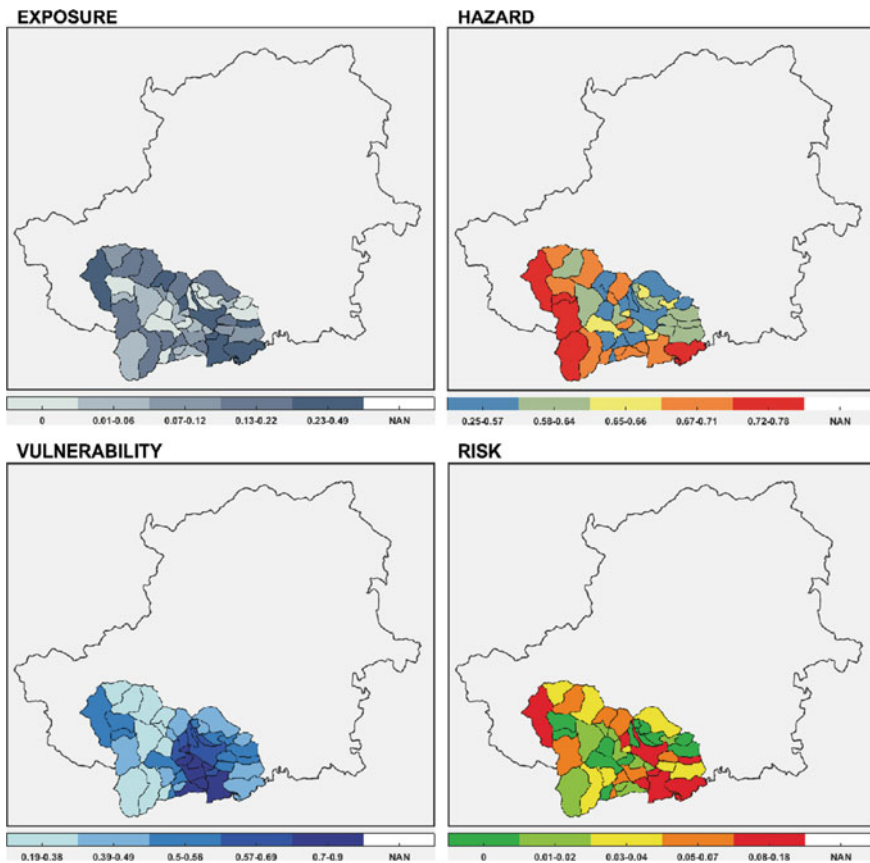 EXPOSURE
HAZARD
0 0.01-0.06 0.07-0.12 0.13-0.22 0.23-0.49 NAN
0.25-0.57 0.58-0.64 0.65-0.66 0.67-0.71 0.72-0.78 NAN
VULNERABILITY
RISK
0.19-0.38 0.39-0.49 0.5-0.56 0.57-0.69 0.7-0.9 NAN
0 0.01-0.02 0.03-0.04 0.05-0.07 0.08-0.18 NAN